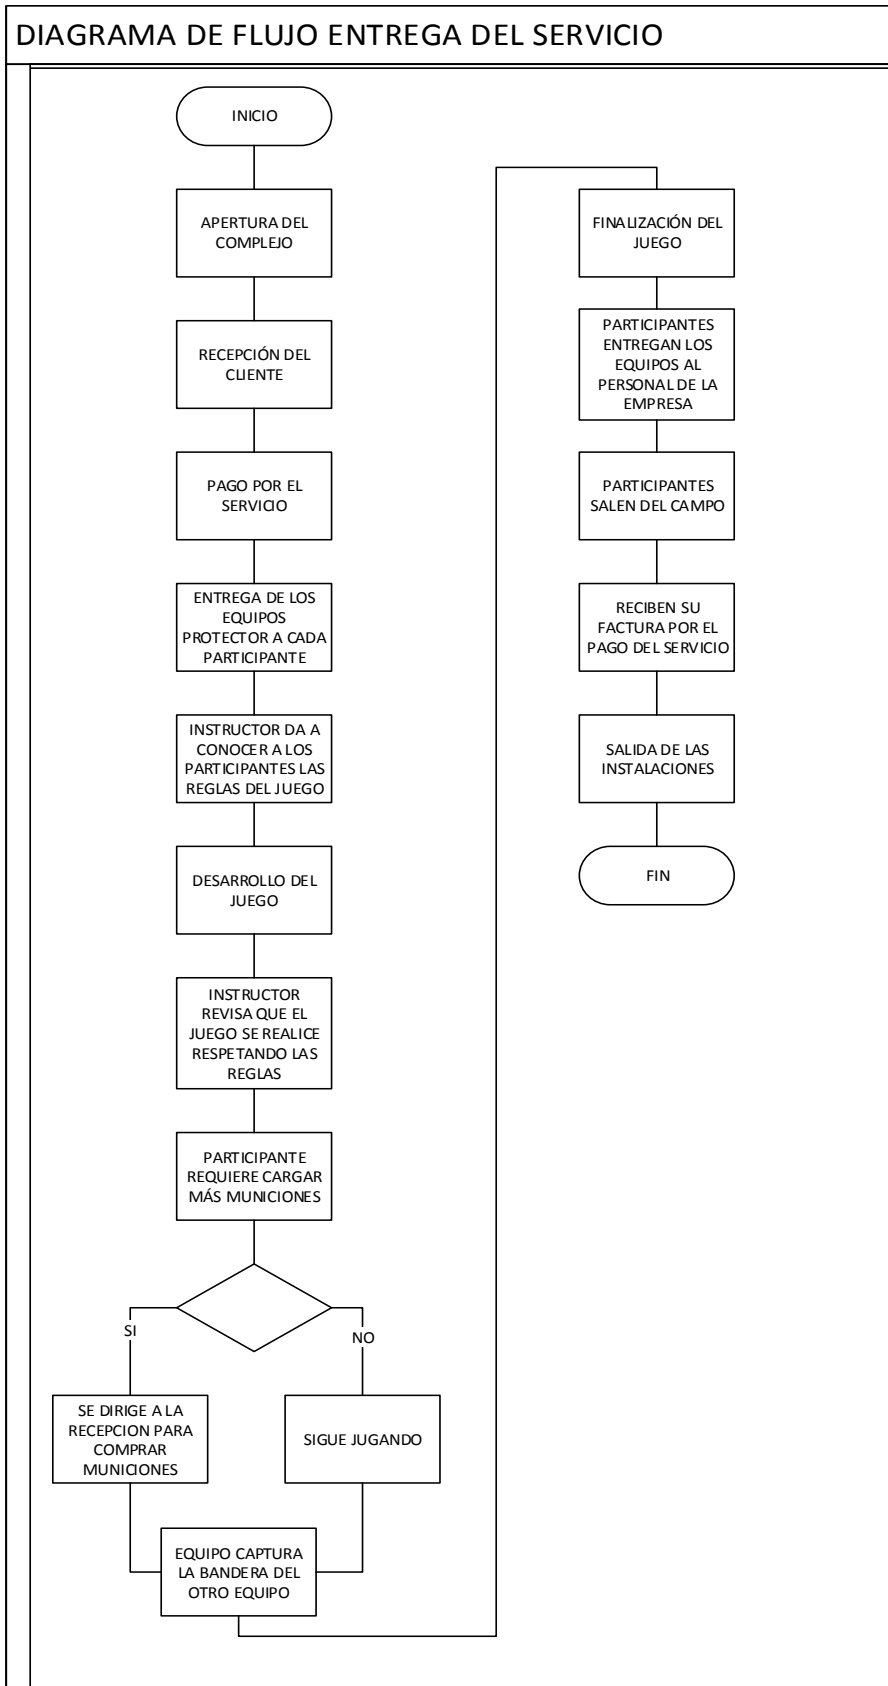 DIAGRAMA DE FLUJO ENTREGA DEL SERVICIO
INICIO
APERTURA DEL
COMPLEJO
RECEPCIÓN DEL
CLIENTE
PAGO POR EL
SERVICIO
ENTREGA DE LOS
EQUIPOS
PROTECTOR A CADA
PARTICIPANTE
INSTRUCTOR DA A
CONOCER A LOS
PARTICIPANTES LAS
REGLAS DEL JUEGO
DESARROLLO DEL
JUEGO
INSTRUCTOR
REVISA QUE EL
JUEGO SE REALICE
RESPETANDO LAS
REGLAS
PARTICIPANTE
REQUIERE CARGAR
MÁS MUNICIONES
SI
NO
SE DIRIGE A LA
RECEPCION PARA
COMPRAR
MUNICIONES
SIGUE JUGANDO
EQUIPO CAPTURA
LA BANDERA DEL
OTRO EQUIPO
FINALIZACIÓN DEL
JUEGO
PARTICIPANTES
ENTREGAN LOS
EQUIPOS AL
PERSONAL DE LA
EMPRESA
PARTICIPANTES
SALEN DEL CAMPO
RECIBEN SU
FACTURA POR EL
PAGO DEL SERVICIO
SALIDA DE LAS
INSTALACIONES
FIN